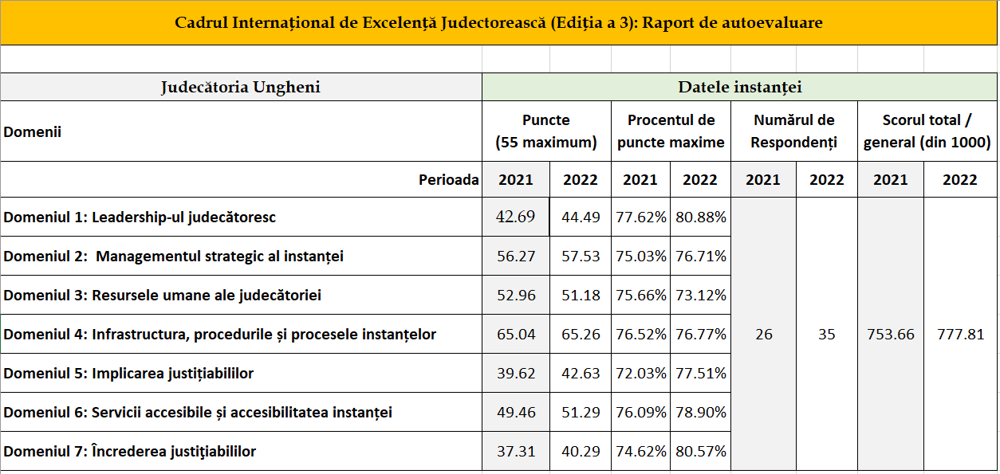 Cadrul Internațional de Excelență Judectorească (Ediția a 3): Raport de autoevaluare
Judecătoria Ungheni Datele instanței
Domenii Puncte (55 maximum) Procentul de puncte maxime Numărul de Respondenți Scorul total / general (din 1000)
Perioada 2021 2022 2021 2022 2021 2022 2021 2022
Domeniul 1: Leadership-ul judecătoresc 42.69 44.49 77.62% 80.88%
Domeniul 2: Managementul strategic al instanței 56.27 57.53 75.03% 76.71%
Domeniul 3: Resursele umane ale judecătoriei 52.96 51.18 75.66% 73.12%
Domeniul 4: Infrastructura, procedurile și procesele instanțelor 65.04 65.26 76.52% 76.77% 26 35 753.66 777.81
Domeniul 5: Implicarea justițiabililor 39.62 42.63 72.03% 77.51%
Domeniul 6: Servicii accesibile și accesibilitatea instanței 49.46 51.29 76.09% 78.90%
Domeniul 7: Încrederea justiţiabililor 37.31 40.29 74.62% 80.57%